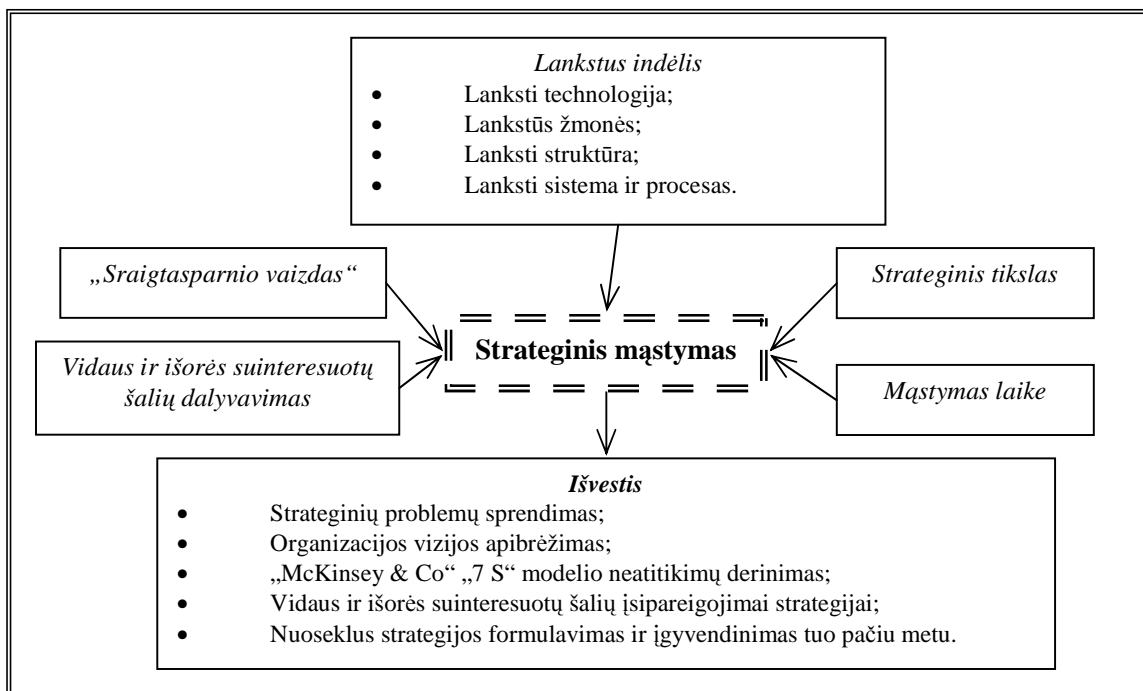 Lankstus indėlis
• Lanksti technologija;
• Lankstūs žmonės;
• Lanksti struktūra;
• Lanksti sistema ir procesas.
„Sraigtasparnio vaizdas“
Strateginis tikslas
Strateginis mąstymas
Vidaus ir išorės suinteresuotų
šalių dalyvavimas
Mąstymas laike
Išvestis
• Strateginių problemų sprendimas;
• Organizacijos vizijos apibrėžimas;
• „McKinsey & Co“ „7 S“ modelio neatitikimų derinimas;
• Vidaus ir išorės suinteresuotų šalių įsipareigojimai strategijai;
• Nuoseklus strategijos formulavimas ir įgyvendinimas tuo pačiu metu.